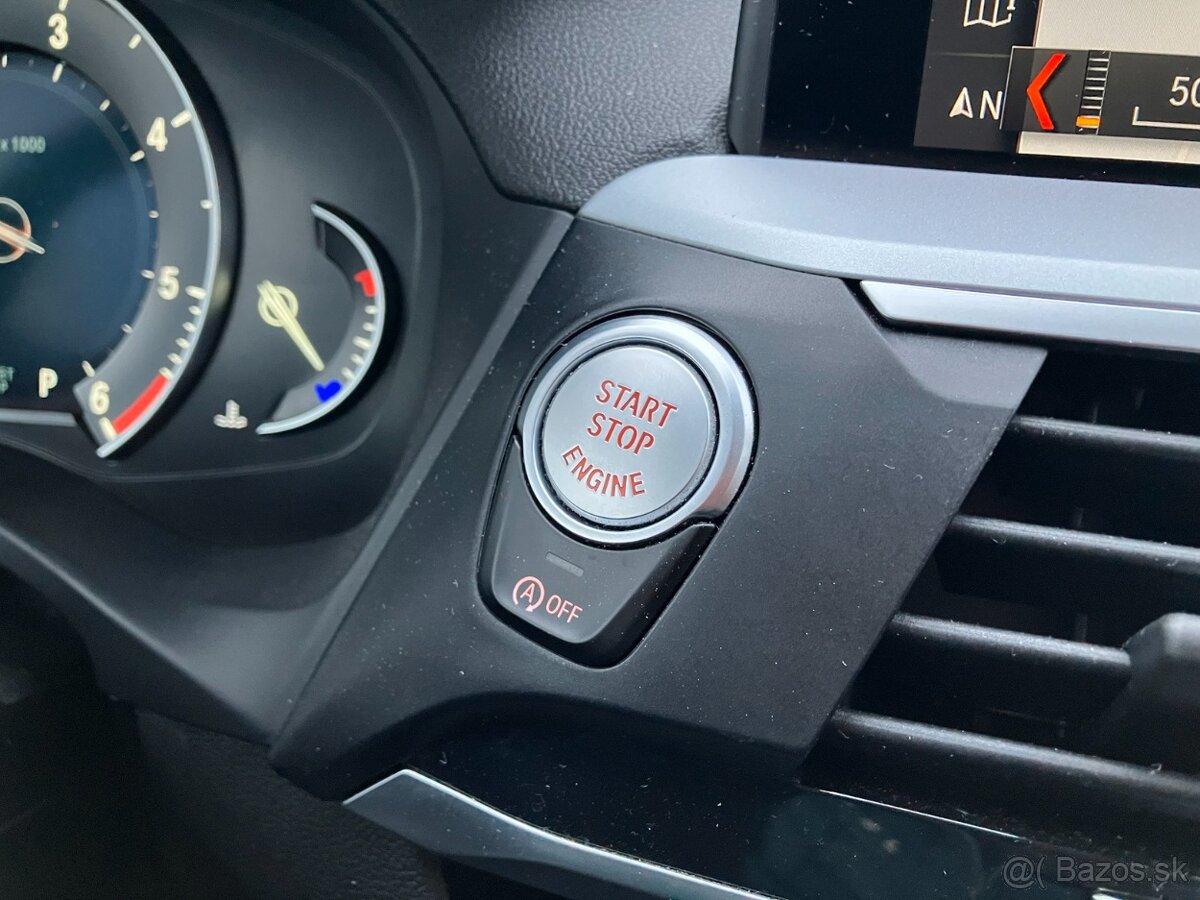 3
4
x 1000
5
6
P
AN
50
START
STOP
ENGINE
A OFF
@( Bazos.sk